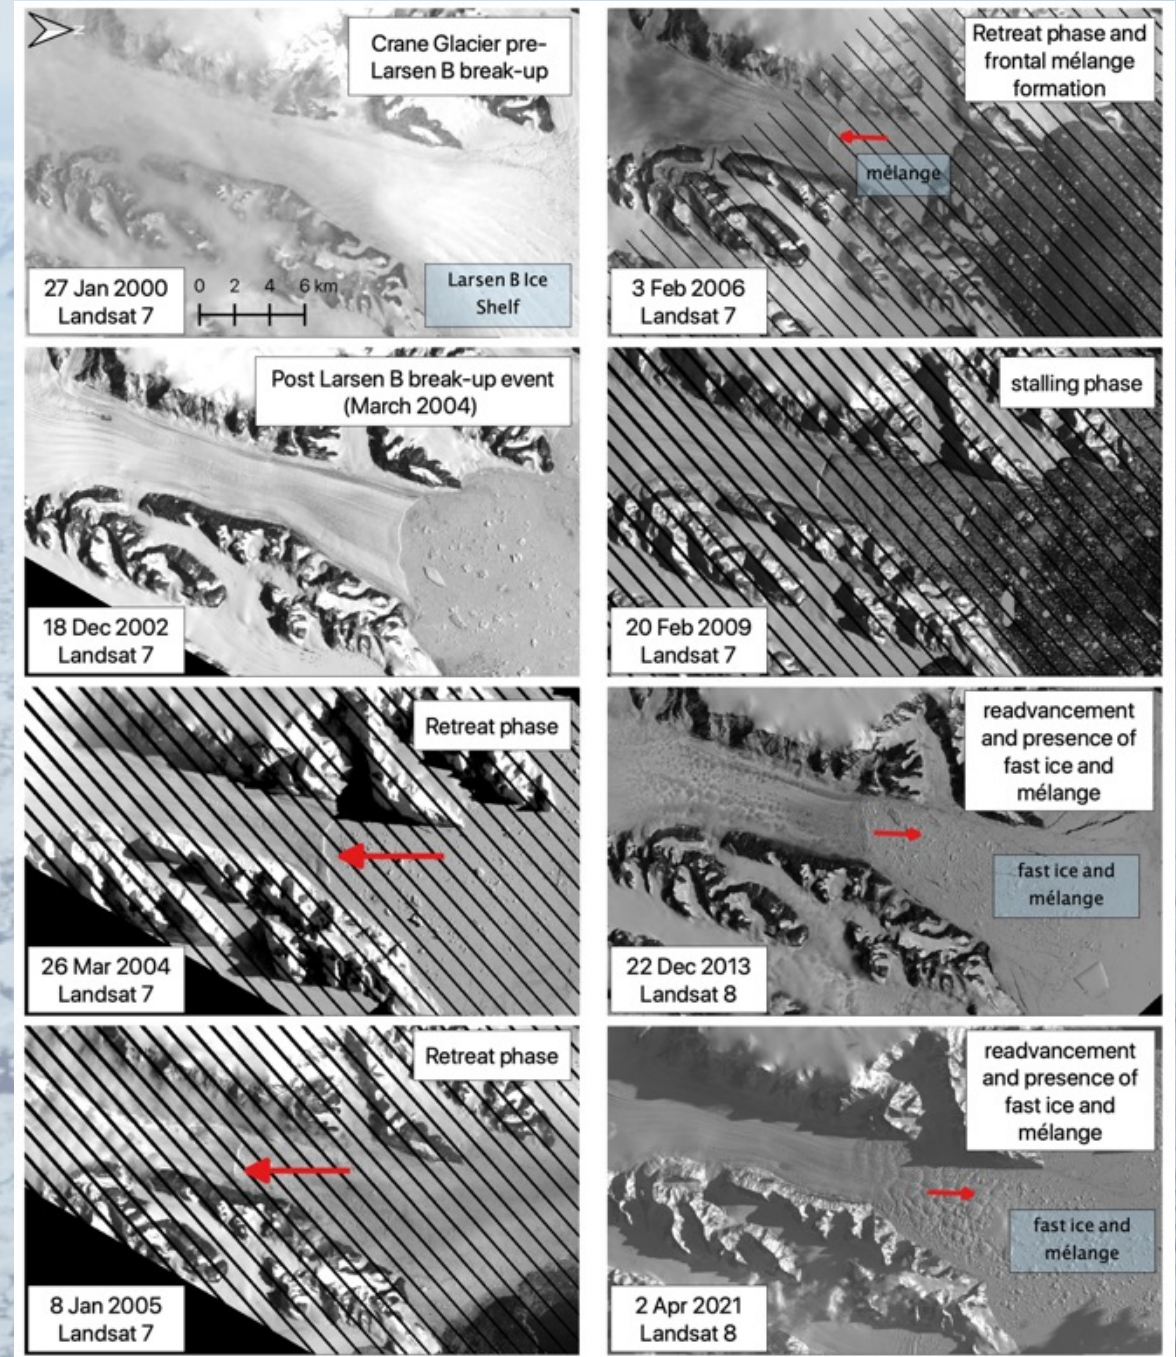 N
Crane Glacier pre-
Larsen B break-up
0 2 4 6 km
27 Jan 2000
Landsat 7
Larsen B Ice
Shelf
Post Larsen B break-up event
(March 2004)
18 Dec 2002
Landsat 7
Retreat phase
26 Mar 2004
Landsat 7
Retreat phase
8 Jan 2005
Landsat 7
Retreat phase and
frontal mélange
formation
mélange
3 Feb 2006
Landsat 7
stalling phase
20 Feb 2009
Landsat 7
readvancement
and presence of
fast ice and
mélange
fast ice and
mélange
22 Dec 2013
Landsat 8
readvancement
and presence of
fast ice and
mélange
fast ice and
mélange
2 Apr 2021
Landsat 8